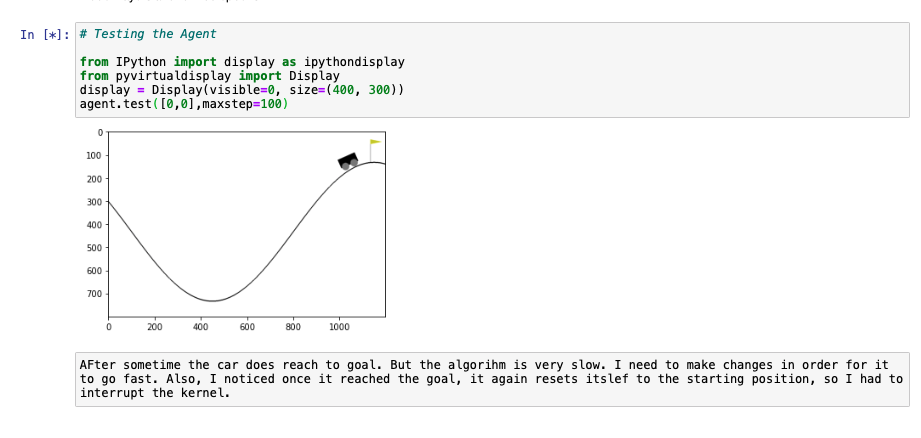 In [*]: # Testing the Agent
from IPython import display as ipythondisplay
from pyvirtualdisplay import Display
display = Display(visible=0, size=(400, 300))
agent.test([0,0],maxstep=100)
0
100
200
300
400
500
600
700
0 200 400 600 800 1000
AFter sometime the car does reach to goal. But the algorihm is very slow. I need to make changes in order for it
to go fast. Also, I noticed once it reached the goal, it again resets itslef to the starting position, so I had to
interrupt the kernel.